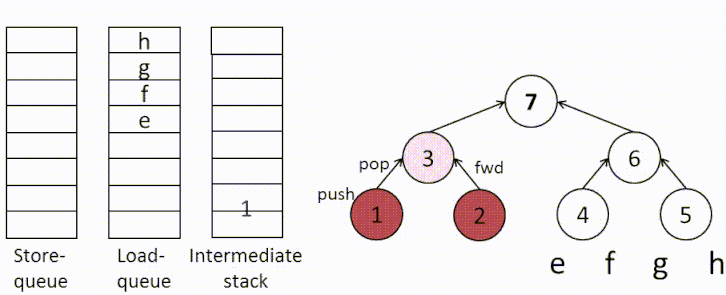 h
g
f
e
1
Store-
queue
Load-
queue
Intermediate
stack
7
3
6
pop
fwd
push
1
2
4
5
e f g h